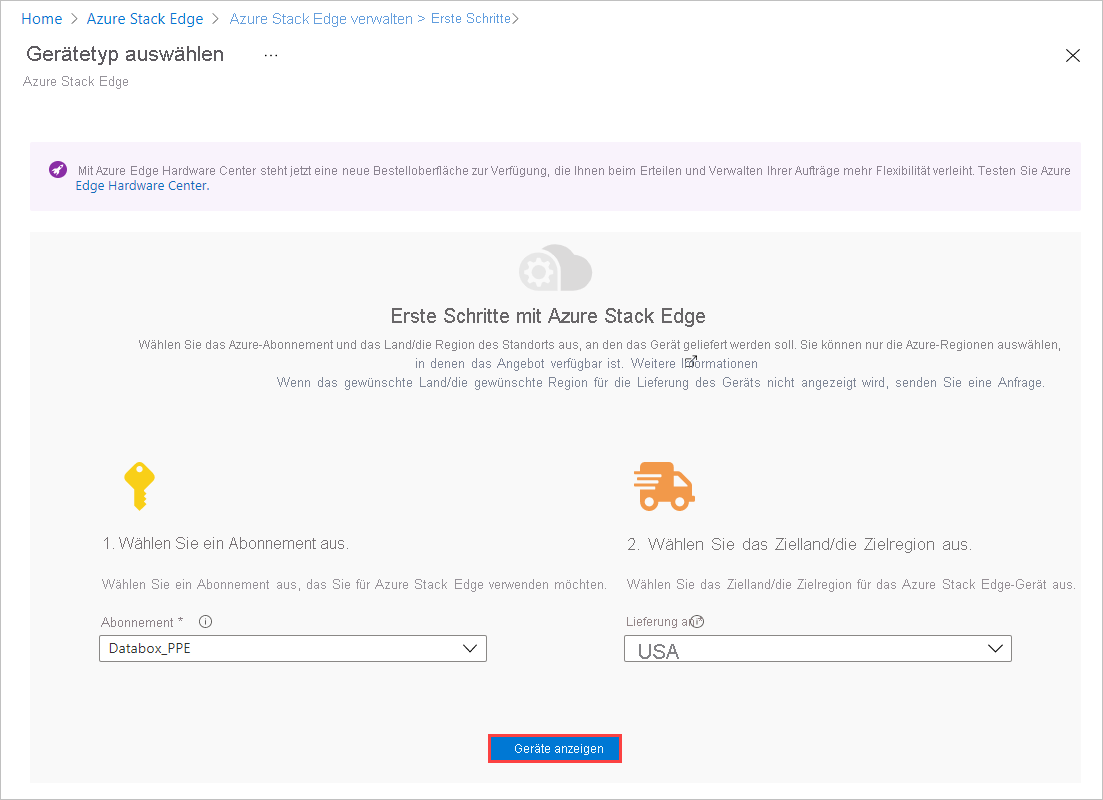 Home > Azure Stack Edge > Azure Stack Edge verwalten > Erste Schritte>
Gerätetyp auswählen ...
Azure Stack Edge
Mit Azure Edge Hardware Center steht jetzt eine neue Bestelloberfläche zur Verfügung, die Ihnen beim Erteilen und Verwalten Ihrer Aufträge mehr Flexibilität verleiht. Testen Sie Azure
Edge Hardware Center.
Erste Schritte mit Azure Stack Edge
Wählen Sie das Azure-Abonnement und das Land/die Region des Standorts aus, an den das Gerät geliefert werden soll. Sie können nur die Azure-Regionen auswählen,
in denen das Angebot verfügbar ist. Weitere Informationen
Wenn das gewünschte Land/die gewünschte Region für die Lieferung des Geräts nicht angezeigt wird, senden Sie eine Anfrage.
1. Wählen Sie ein Abonnement aus.
Wählen Sie ein Abonnement aus, das Sie für Azure Stack Edge verwenden möchten.
Abonnement *
Databox_PPE
2. Wählen Sie das Zielland/die Zielregion aus.
Wählen Sie das Zielland/die Zielregion für das Azure Stack Edge-Gerät aus.
Lieferung an*
USA
Geräte anzeigen